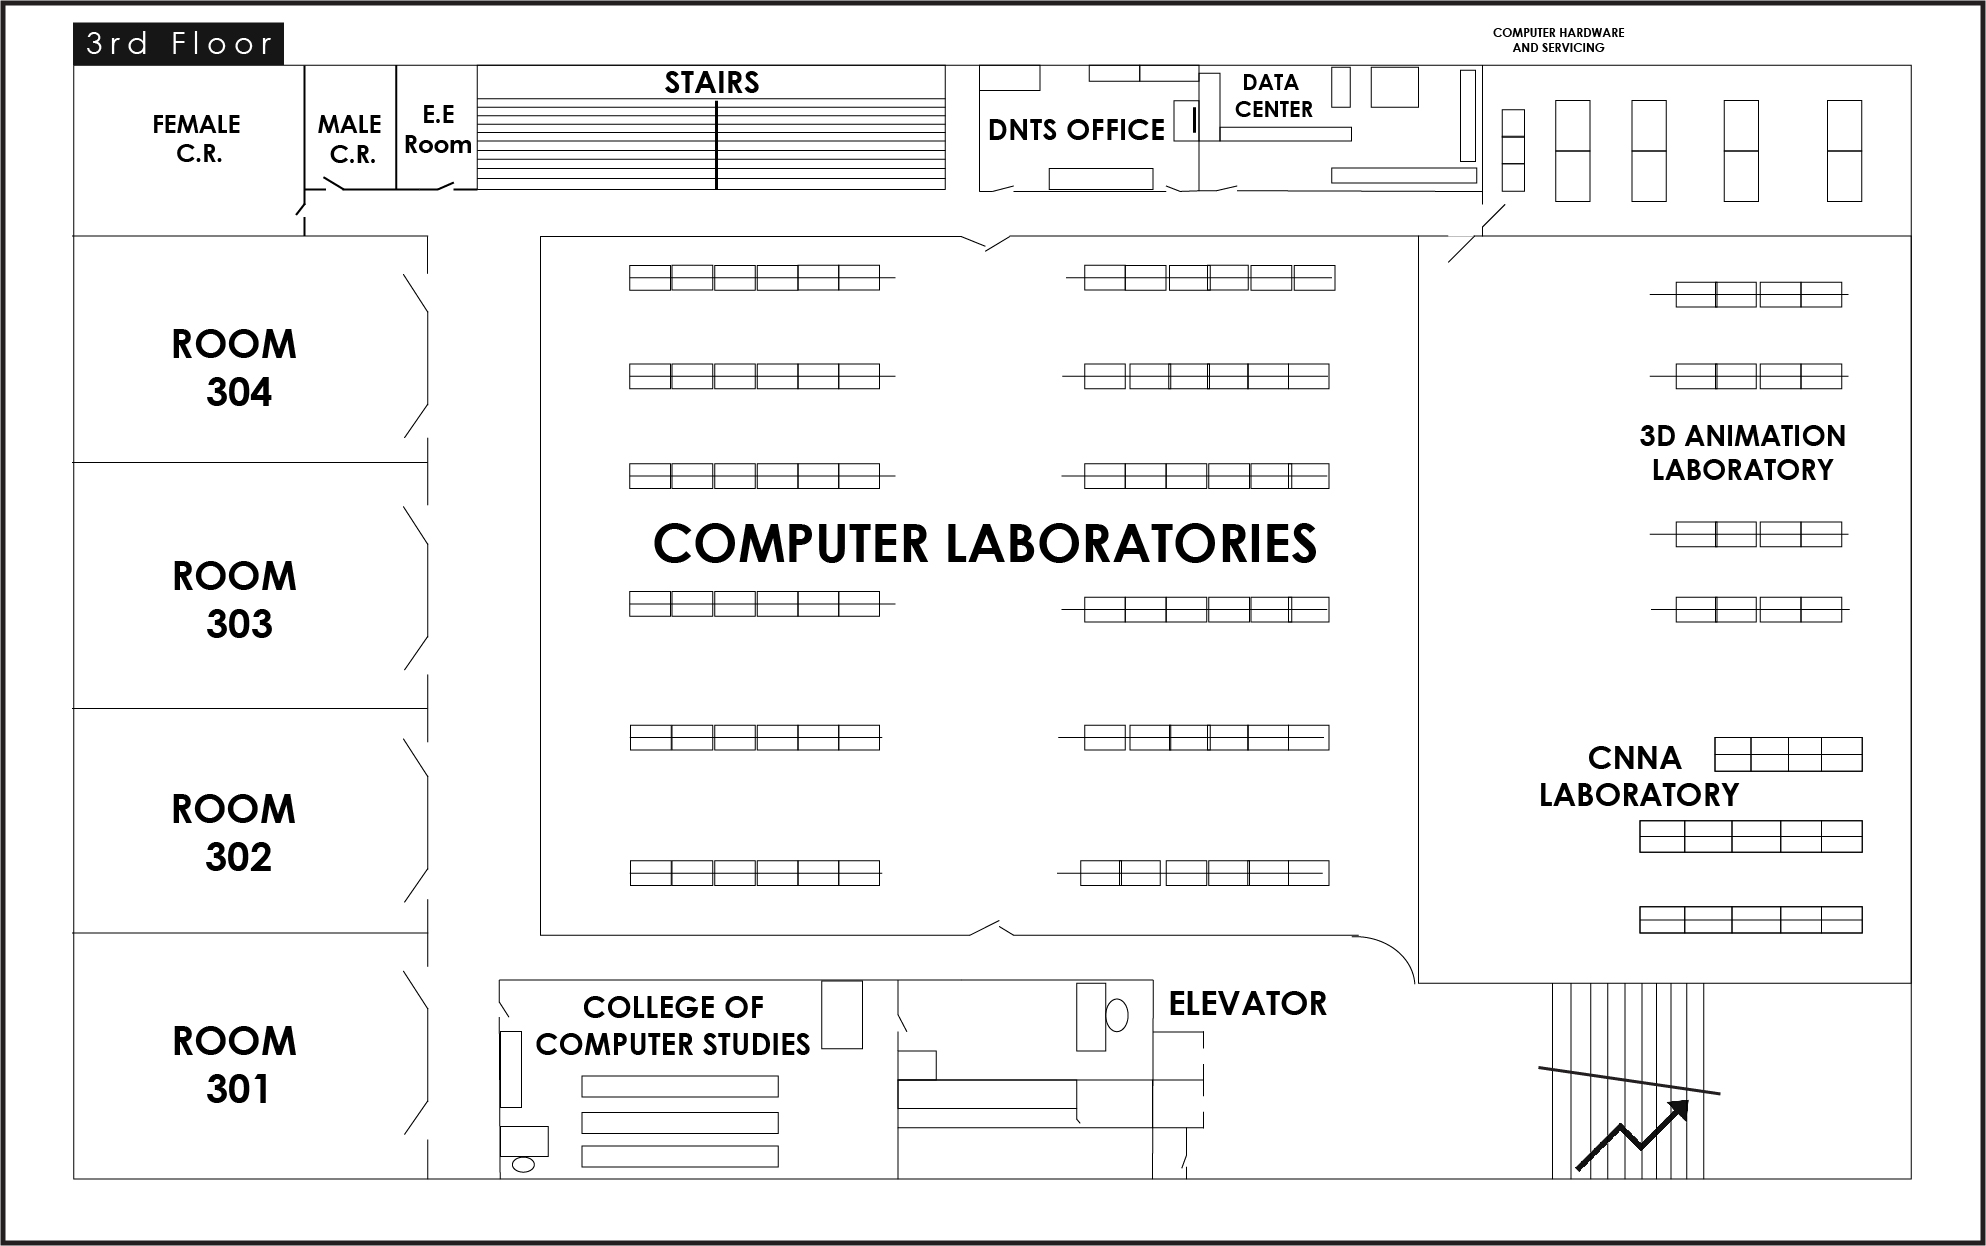 3rd Floor
COMPUTER HARDWARE
AND SERVICING
FEMALE
C.R.
MALE
C.R.
E.E
Room
STAIRS
DNTS OFFICE
DATA
CENTER
ROOM
304
ROOM
303
ROOM
302
ROOM
301
COMPUTER LABORATORIES
3D ANIMATION
LABORATORY
CNNA
LABORATORY
COLLEGE OF
COMPUTER STUDIES
ELEVATOR